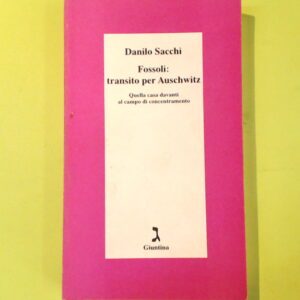 Danilo Sacchi
Fossoli:
transito per Auschwitz
Quella casa davanti
al campo di concentramento
ג
Giuntina